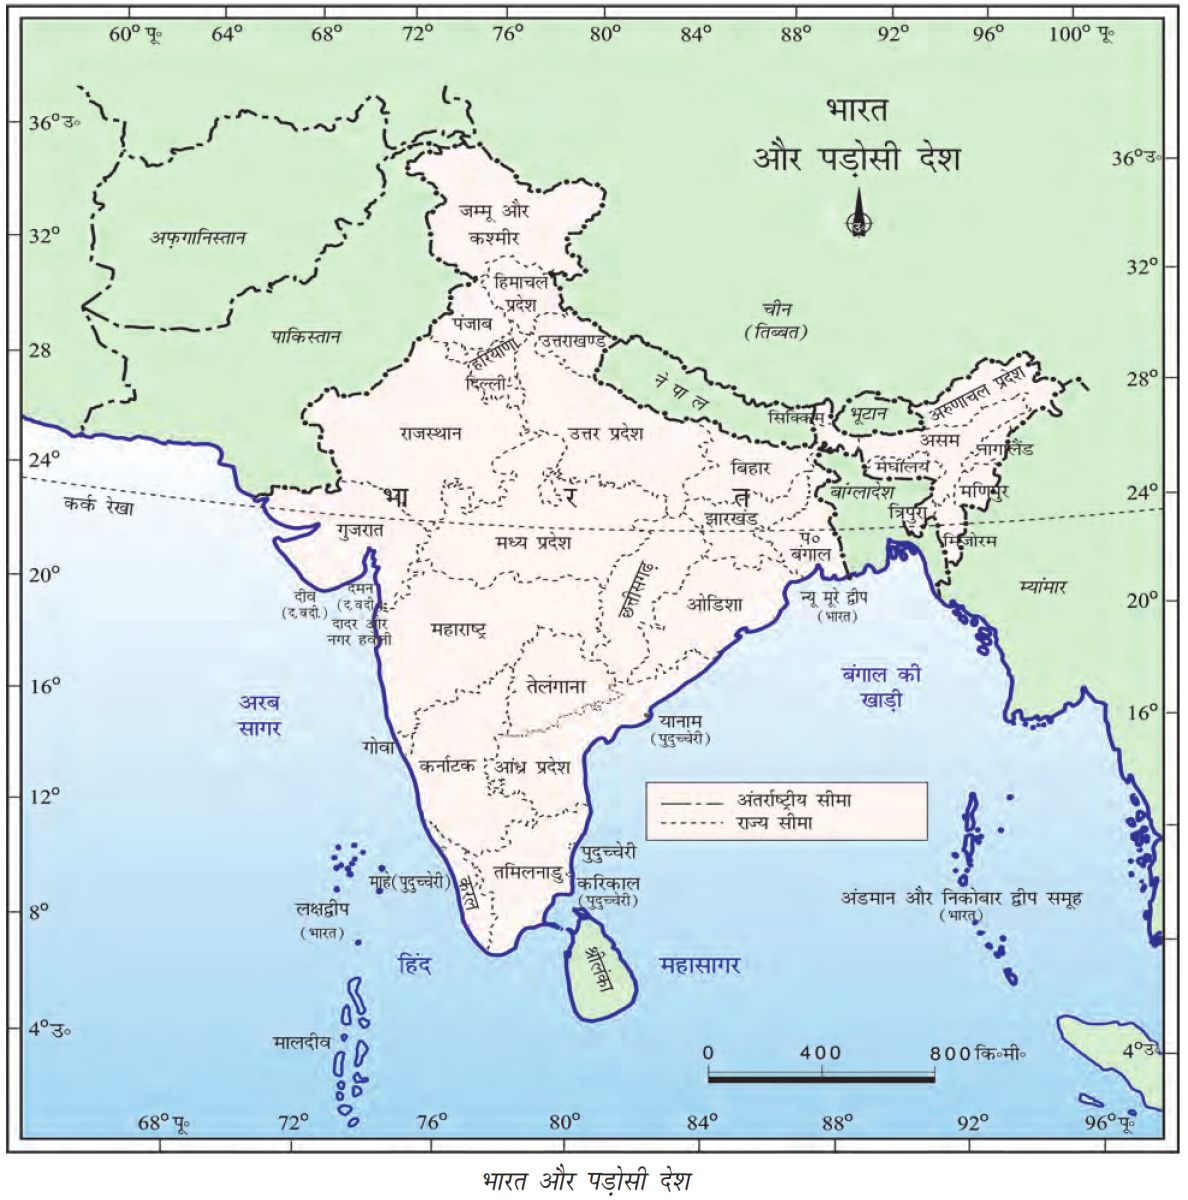 60° पू॰ 64° 68° 72° 76° 80° 84° 88° 92° 96° 100° पू॰
भारत
और पड़ोसी देश
उ॰
36°उ॰
36°उ॰
जम्मू और
कश्मीर
अफ़गानिस्तान
32°
32°
हिमाचल
प्रदेश
चीन
(तिब्बत)
पंजाब
पाकिस्तान
उत्तराखण्ड
हरियाणा
28
28°
दिल्ली
ने पा ल
सिक्किम
भूटान
अरुणाचल प्रदेश
राजस्थान
उत्तर प्रदेश
असम
नागालैंड
24°
24°
बिहार
मेघालय
कर्क रेखा
भा र त
बांग्लादेश
मणिपुर
झारखंड
त्रिपुरा
गुजरात
मध्य प्रदेश
प॰
बंगाल
मिज़ोरम
20°
20°
छत्तीसगढ़
म्यांमार
दीव
(द.वदी.)
दमन
(द.वदी.)
दादर और
नगर हवेली
महाराष्ट्र
ओडिशा
न्यू मूरे द्वीप
(भारत)
16°
16°
तेलंगाना
बंगाल की
खाड़ी
अरब
सागर
यानाम
(पुदुच्चेरी)
गोवा
कर्नाटक
आंध्र प्रदेश
12°
अंतर्राष्ट्रीय सीमा
राज्य सीमा
पुदुच्चेरी
माहे(पुदुच्चेरी)
केरल
तमिलनाडु
करिकाल
(पुदुच्चेरी)
लक्षद्वीप
(भारत)
अंडमान और निकोबार द्वीप समूह
(भारत)
8°
हिंद
महासागर
श्रीलंका
4°उ॰
4°उ॰
मालदीव
0 400 800 कि॰मी॰
68° पू॰ 72° 76° 80° 84° 88° 92° 96° पू॰
भारत और पड़ोसी देश